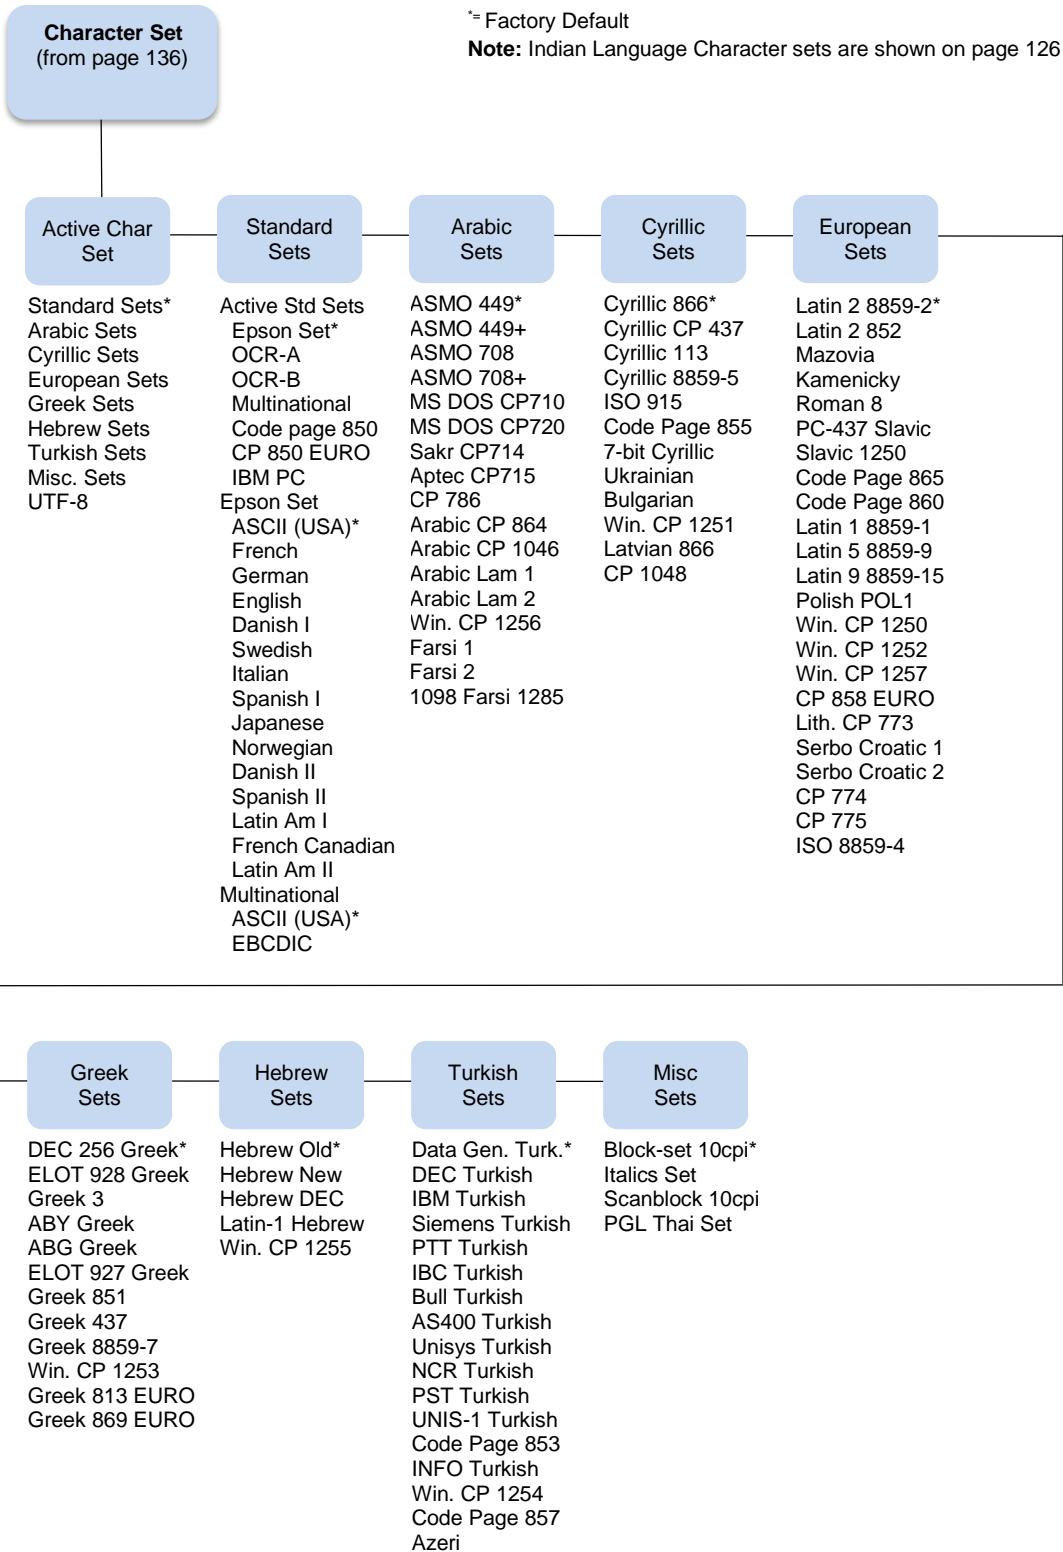 Character Set
(from page 136)
*= Factory Default
Note: Indian Language Character sets are shown on page 126
Active Char
Set
Standard Sets*
Arabic Sets
Cyrillic Sets
European Sets
Greek Sets
Hebrew Sets
Turkish Sets
Misc. Sets
UTF-8
Standard
Sets
Active Std Sets
Epson Set*
OCR-A
OCR-B
Multinational
Code page 850
CP 850 EURO
IBM PC
Epson Set
ASCII (USA)*
French
German
English
Danish I
Swedish
Italian
Spanish I
Japanese
Norwegian
Danish II
Spanish II
Latin Am I
French Canadian
Latin Am II
Multinational
ASCII (USA)*
EBCDIC
Arabic
Sets
ASMO 449*
ASMO 449+
ASMO 708
ASMO 708+
MS DOS CP710
MS DOS CP720
Sakr CP714
Aptec CP715
CP 786
Arabic CP 864
Arabic CP 1046
Arabic Lam 1
Arabic Lam 2
Win. CP 1256
Farsi 1
Farsi 2
1098 Farsi 1285
Cyrillic
Sets
Cyrillic 866*
Cyrillic CP 437
Cyrillic 113
Cyrillic 8859-5
ISO 915
Code Page 855
7-bit Cyrillic
Ukrainian
Bulgarian
Win. CP 1251
Latvian 866
CP 1048
European
Sets
Latin 2 8859-2*
Latin 2 852
Mazovia
Kamenicky
Roman 8
PC-437 Slavic
Slavic 1250
Code Page 865
Code Page 860
Latin 1 8859-1
Latin 5 8859-9
Latin 9 8859-15
Polish POL1
Win. CP 1250
Win. CP 1252
Win. CP 1257
CP 858 EURO
Lith. CP 773
Serbo Croatic 1
Serbo Croatic 2
CP 774
CP 775
ISO 8859-4
Greek
Sets
DEC 256 Greek*
ELOT 928 Greek
Greek 3
ABY Greek
ABG Greek
ELOT 927 Greek
Greek 851
Greek 437
Greek 8859-7
Win. CP 1253
Greek 813 EURO
Greek 869 EURO
Hebrew
Sets
Hebrew Old*
Hebrew New
Hebrew DEC
Latin-1 Hebrew
Win. CP 1255
Turkish
Sets
Data Gen. Turk.*
DEC Turkish
IBM Turkish
Siemens Turkish
PTT Turkish
IBC Turkish
Bull Turkish
AS400 Turkish
Unisys Turkish
NCR Turkish
PST Turkish
UNIS-1 Turkish
Code Page 853
INFO Turkish
Win. CP 1254
Code Page 857
Azeri
Misc
Sets
Block-set 10cpi*
Italics Set
Scanblock 10cpi
PGL Thai Set